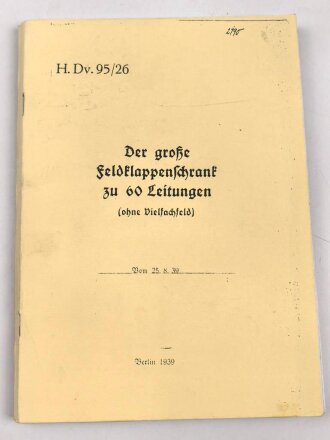 H. Dv. 95/26
Der große
Feldklappenschrank
zu 60 Leitungen
(ohne Vielfachfeld)
Vom 25. 8. 39
Berlin 1939